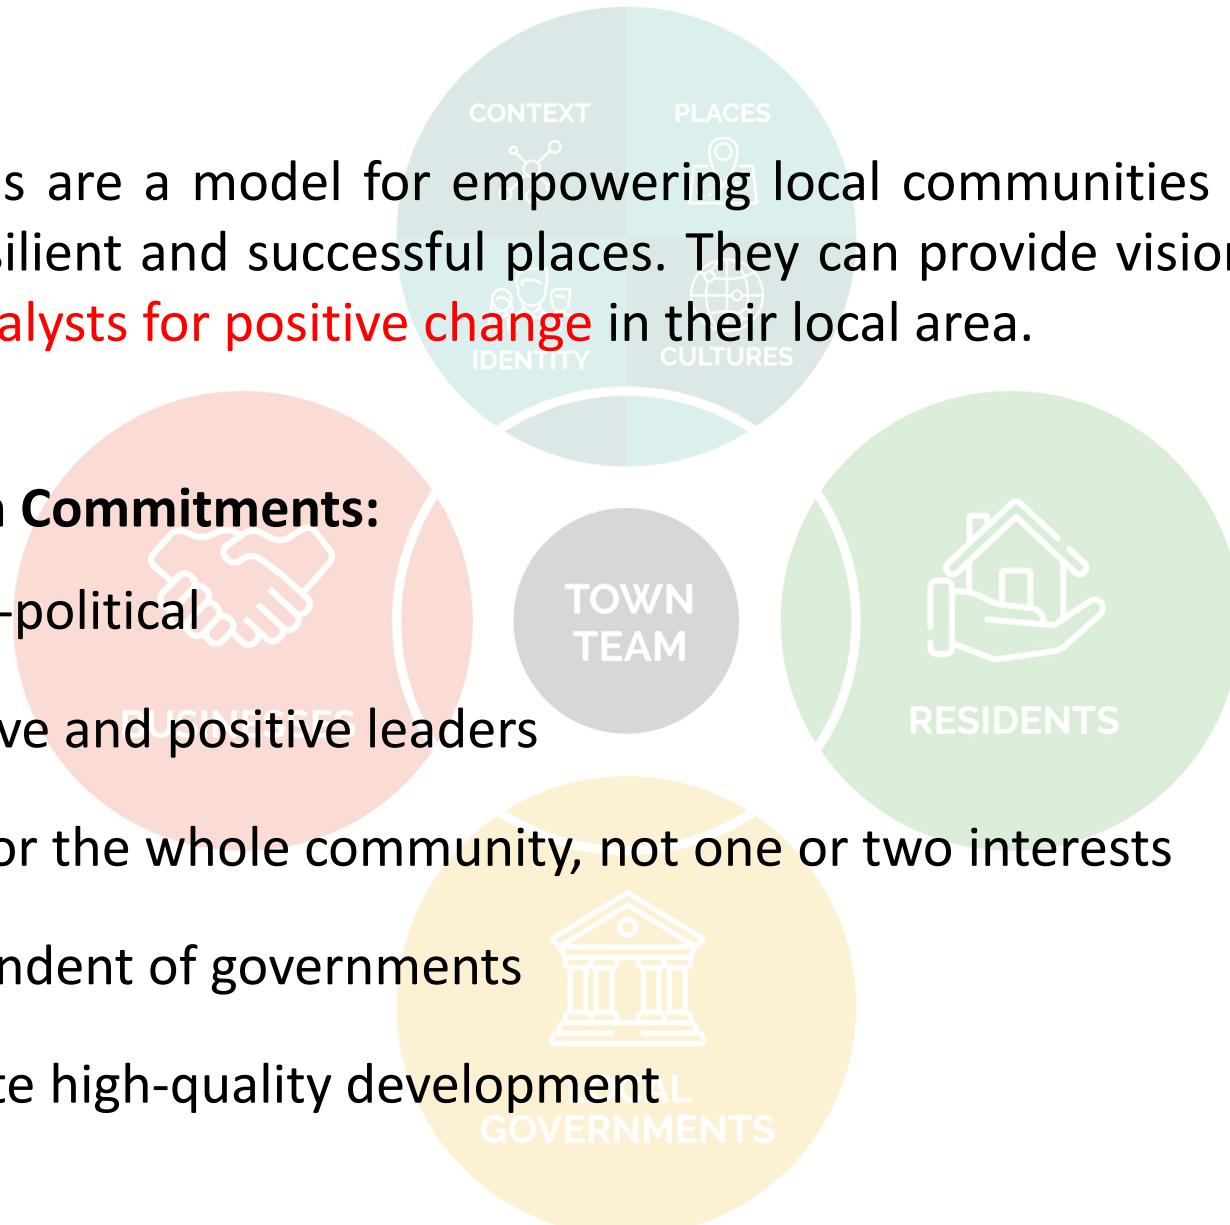 CONTEXT PLACES
s are a model for empowering local communities
silient and successful places. They can provide vision
alysts for positive change in their local area.
IDENTITY CULTURES
Commitments:
-political
TOWN
TEAM
BUSINESSES
ve and positive leaders
RESIDENTS
or the whole community, not one or two interests
ndent of governments
te high-quality development
LOCAL
GOVERNMENTS